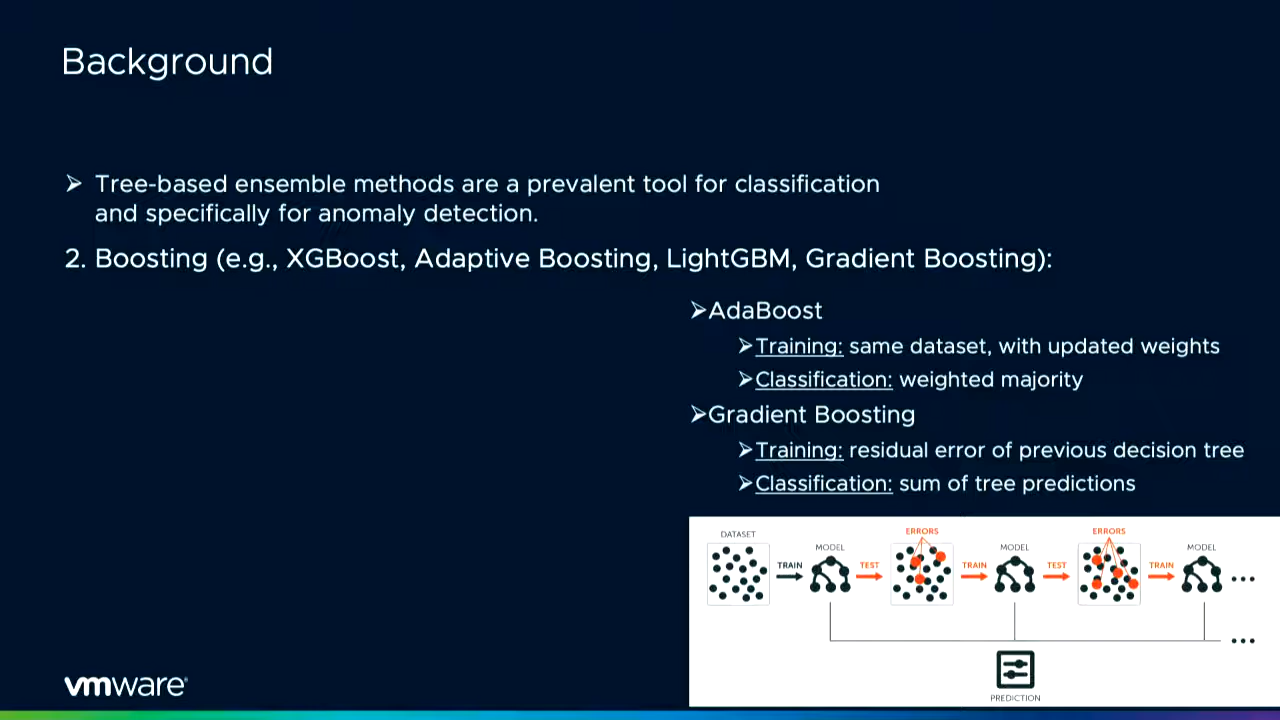 Background
➢ Tree-based ensemble methods are a prevalent tool for classification
and specifically for anomaly detection.
2. Boosting (e.g., XGBoost, Adaptive Boosting, LightGBM, Gradient Boosting):
➢AdaBoost
➢Training: same dataset, with updated weights
➢Classification: weighted majority
➢Gradient Boosting
➢Training: residual error of previous decision tree
➢Classification: sum of tree predictions
DATASET
TRAIN
MODEL
TEST
ERRORS
TRAIN
MODEL
TEST
ERRORS
TRAIN
MODEL
PREDICTION
vmware®